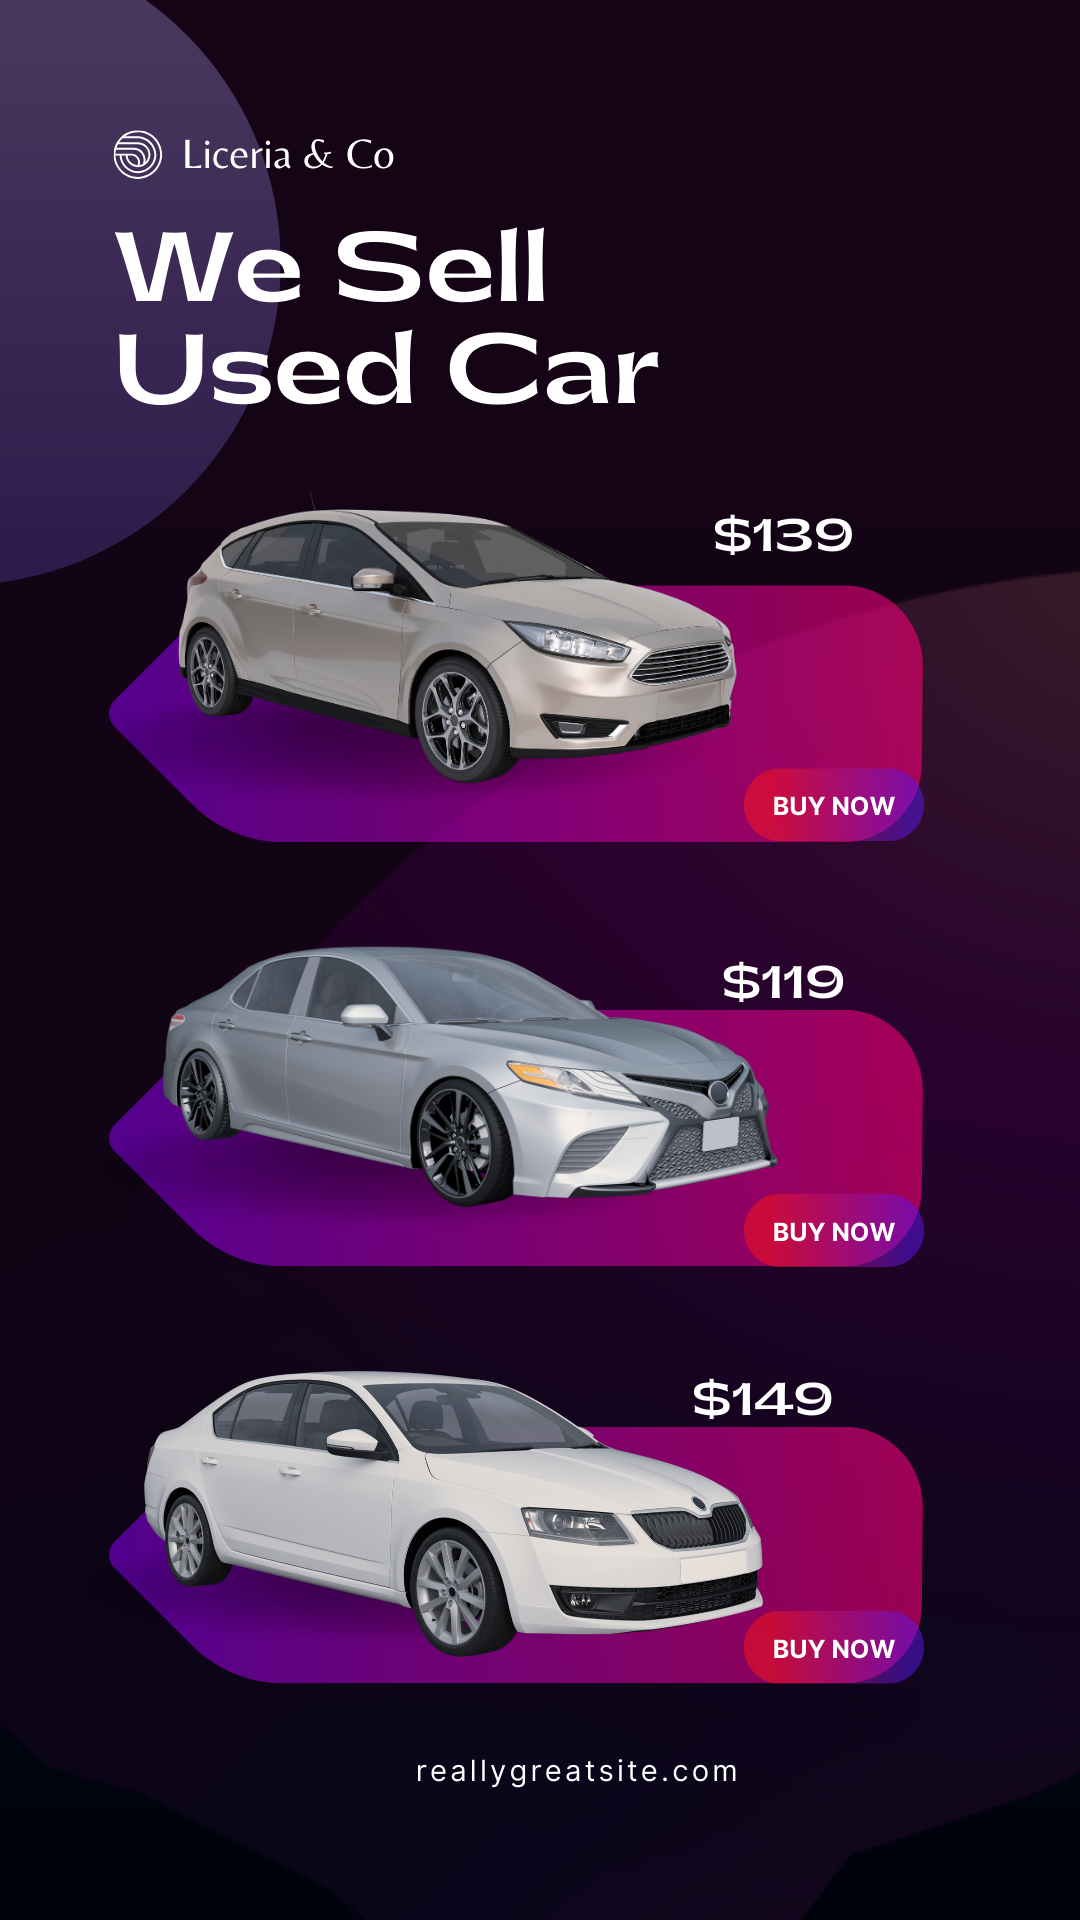 Liceria & Co
We Sell
Used Car
$139
BUY NOW
$119
BUY NOW
$149
BUY NOW
reallygreatsite.com